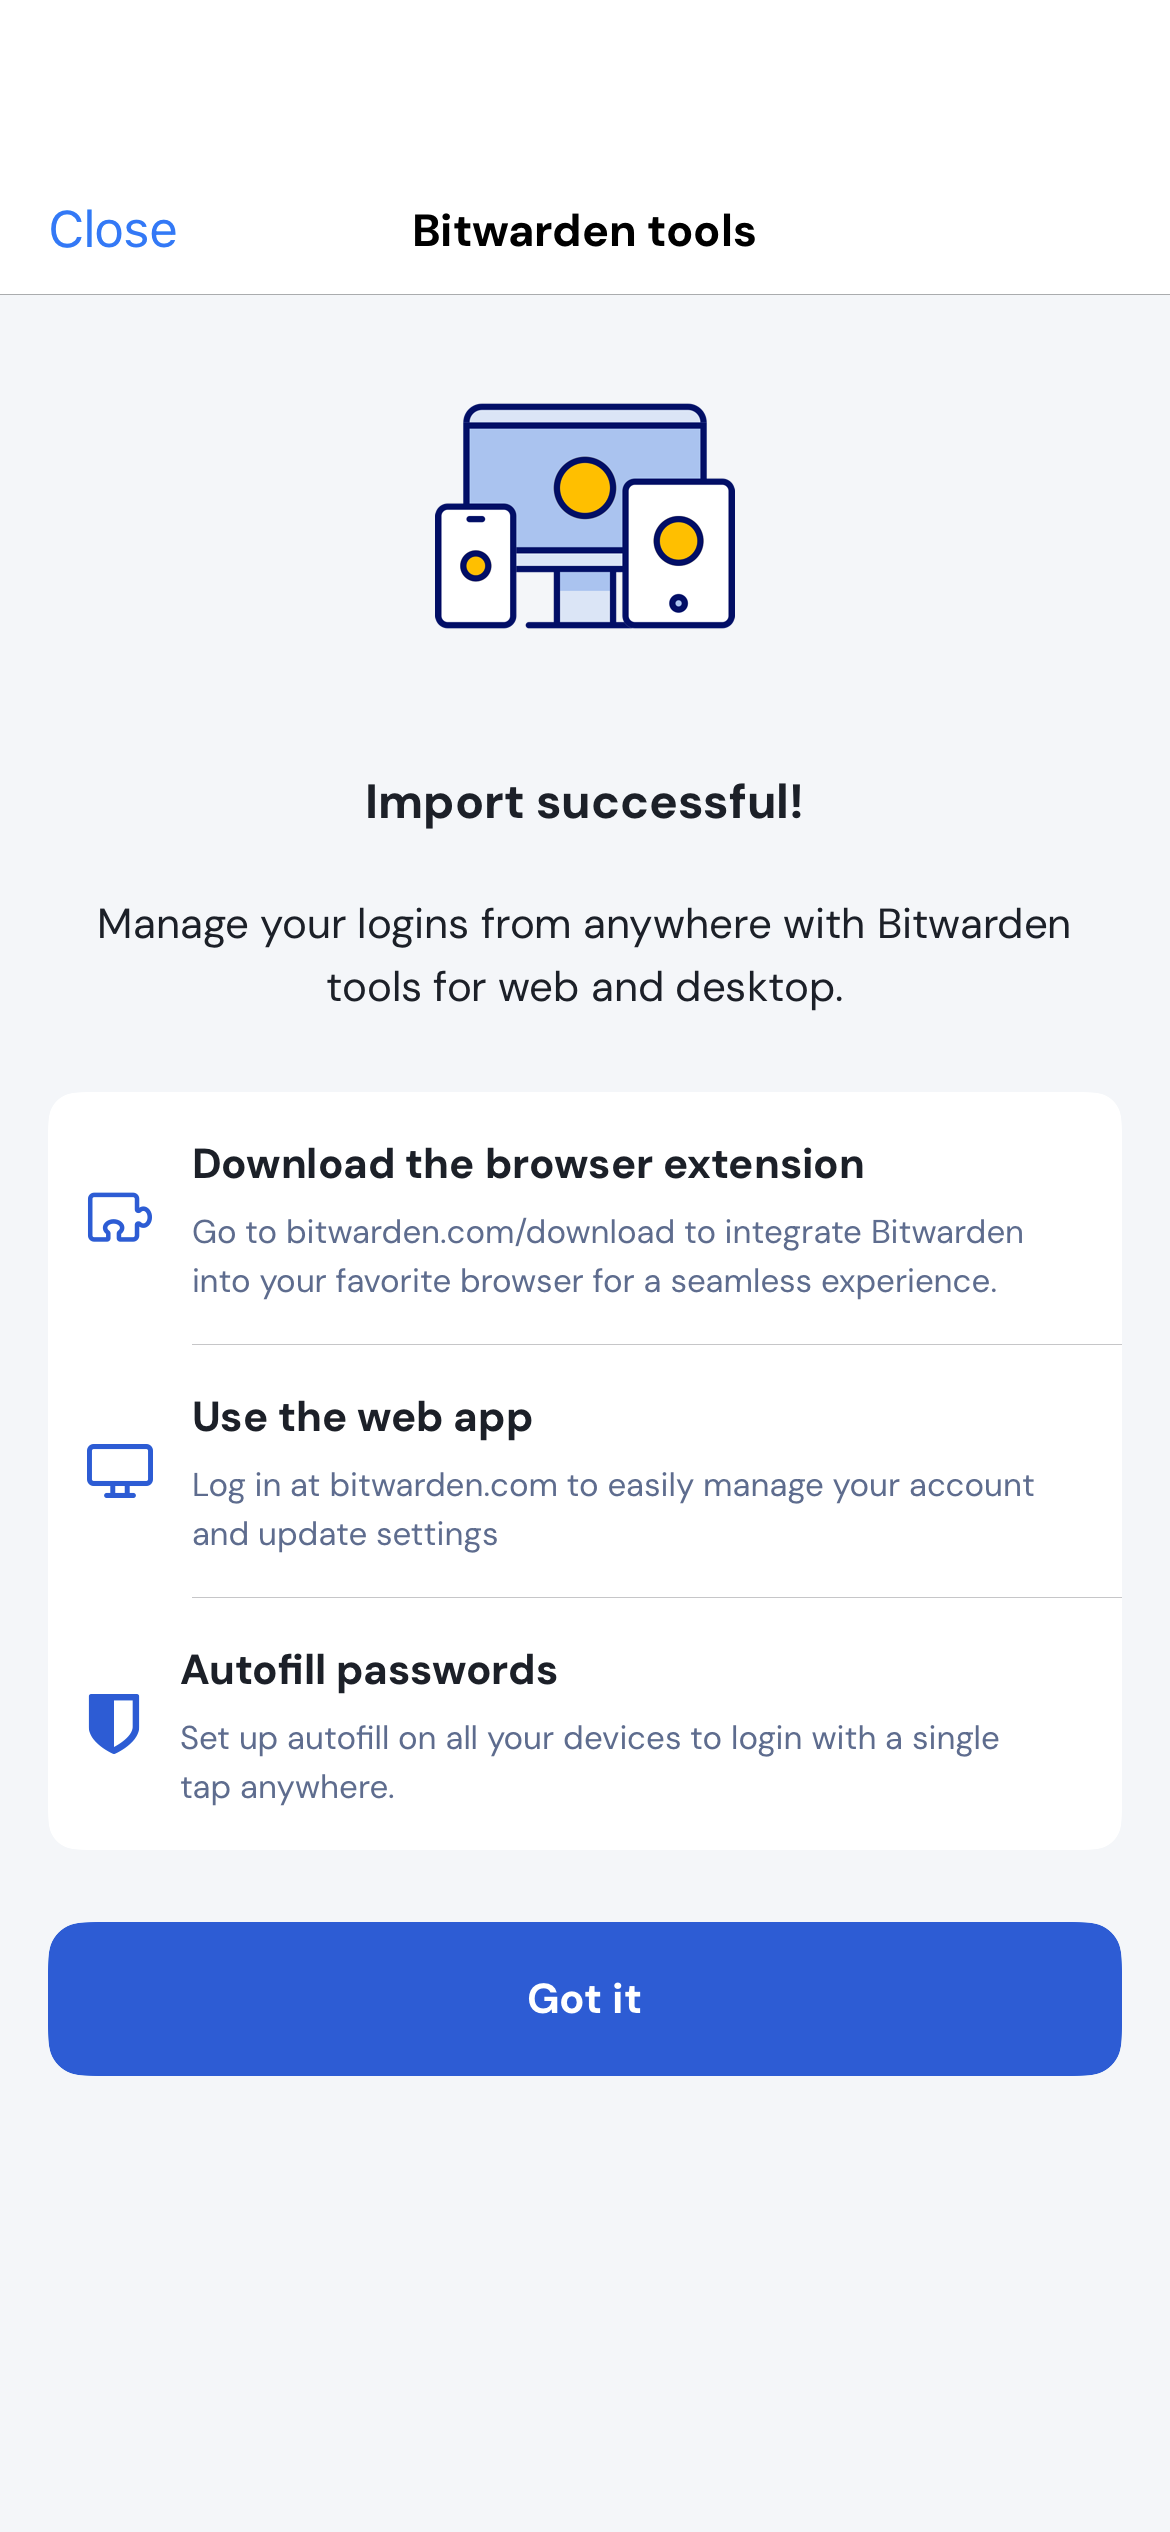 Close
Bitwarden tools
Import successful!
Manage your logins from anywhere with Bitwarden
tools for web and desktop.
Download the browser extension
Go to bitwarden.com/download to integrate Bitwarden
into your favorite browser for a seamless experience.
Use the web app
Log in at bitwarden.com to easily manage your account
and update settings
Autofill passwords
Set up autofill on all your devices to login with a single
tap anywhere.
Got it